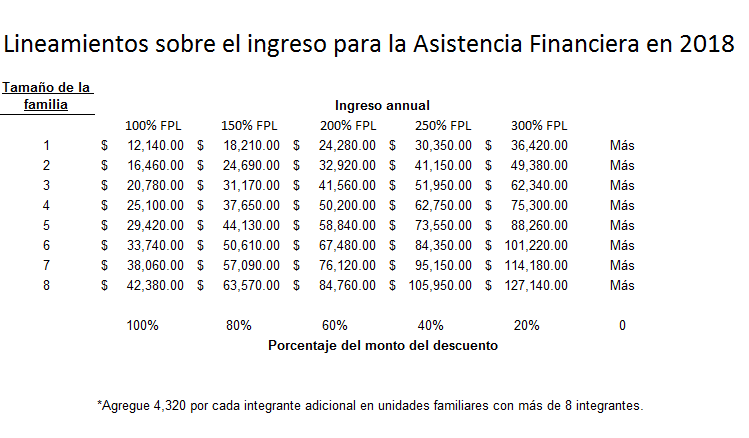 Lineamientos sobre el ingreso para la Asistencia Financiera en 2018
Tamaño de la
familia Ingreso annual
100% FPL 150% FPL 200% FPL 250% FPL 300% FPL
1 $ 12,140.00 $ 18,210.00 $ 24,280.00 $ 30,350.00 $ 36,420.00 Más
2 $ 16,460.00 $ 24,690.00 $ 32,920.00 $ 41,150.00 $ 49,380.00 Más
3 $ 20,780.00 $ 31,170.00 $ 41,560.00 $ 51,950.00 $ 62,340.00 Más
4 $ 25,100.00 $ 37,650.00 $ 50,200.00 $ 62,750.00 $ 75,300.00 Más
5 $ 29,420.00 $ 44,130.00 $ 58,840.00 $ 73,550.00 $ 88,260.00 Más
6 $ 33,740.00 $ 50,610.00 $ 67,480.00 $ 84,350.00 $ 101,220.00 Más
7 $ 38,060.00 $ 57,090.00 $ 76,120.00 $ 95,150.00 $ 114,180.00 Más
8 $ 42,380.00 $ 63,570.00 $ 84,760.00 $ 105,950.00 $ 127,140.00 Más
100% 80% 60% 40% 20% 0
Porcentaje del monto del descuento
*Agregue 4,320 por cada integrante adicional en unidades familiares con más de 8 integrantes.